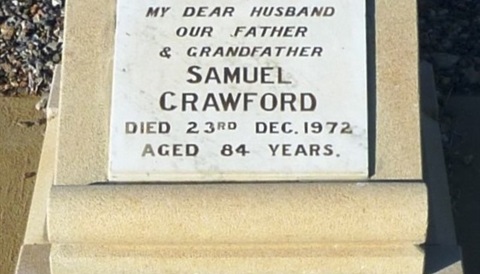 MY DEAR HUSBAND
OUR FATHER
& GRANDFATHER
SAMUEL
CRAWFORD
DIED 23RD DEC. 1972
AGED 84 YEARS.